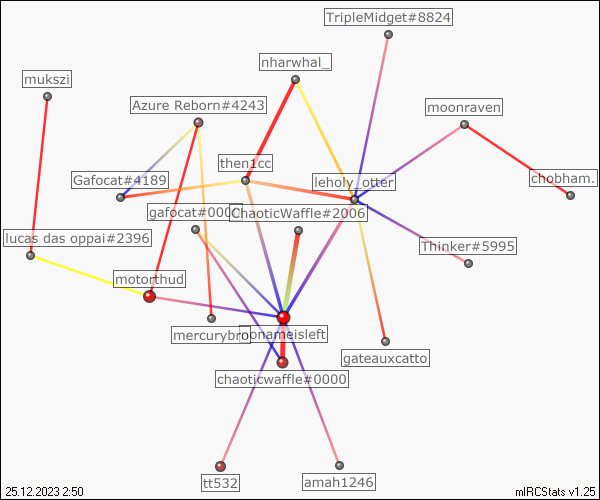 TripleMidget#8824
nharwhal_
mukszi
Azure Reborn#4243
moonraven
then1cc
Gafocat#4189
leholy_otter
chobham.
gafocat#0000
ChaoticWaffle#2006
lucas das oppai#2396
Thinker#5995
motorthud
mercurybro
nonameisleft
gateauxcatto
chaoticwaffle#0000
tt532
amah1246
25.12.2023 2:50
mIRCStats v1.25